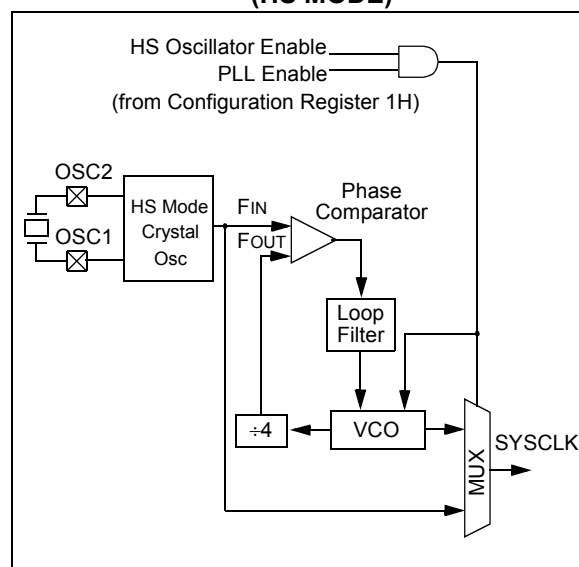 (HS MODE)
HS Oscillator Enable
PLL Enable
(from Configuration Register 1H)
OSC2
OSC1
HS Mode
Crystal
Osc
FIN
FOUT
Phase
Comparator
Loop
Filter
÷4
VCO
MUX
SYSCLK